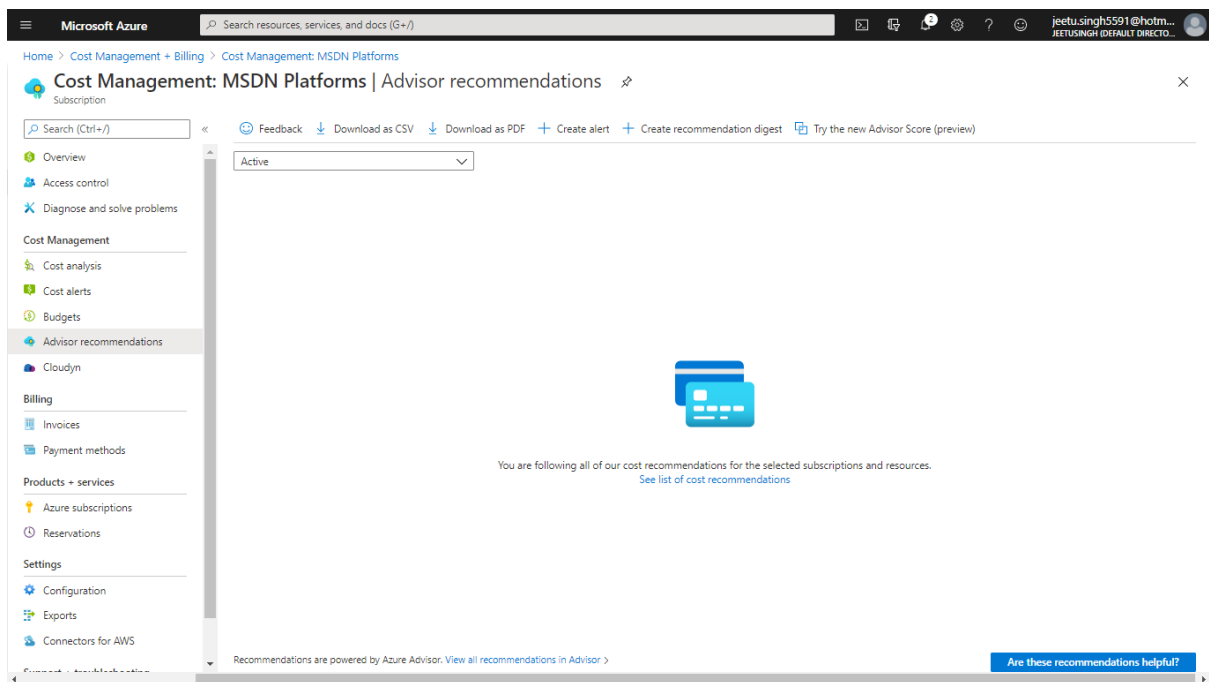 Microsoft Azure
Search resources, services, and docs (G+/)
2
jeetu.singh5591@hotm...
JEETUSINGH (DEFAULT DIRECTO...
Home > Cost Management + Billing > Cost Management: MSDN Platforms
Cost Management: MSDN Platforms | Advisor recommendations
Subscription
Search (Ctrl+/)
Feedback Download as CSV Download as PDF Create alert Create recommendation digest Try the new Advisor Score (preview)
Overview
Access control
Diagnose and solve problems
Cost Management
Cost analysis
Cost alerts
Budgets
Advisor recommendations
Cloudyn
Billing
Invoices
Payment methods
Products + services
Azure subscriptions
Reservations
Settings
Configuration
Exports
Connectors for AWS
Active
You are following all of our cost recommendations for the selected subscriptions and resources.
See list of cost recommendations
Recommendations are powered by Azure Advisor. View all recommendations in Advisor >
Are these recommendations helpful?